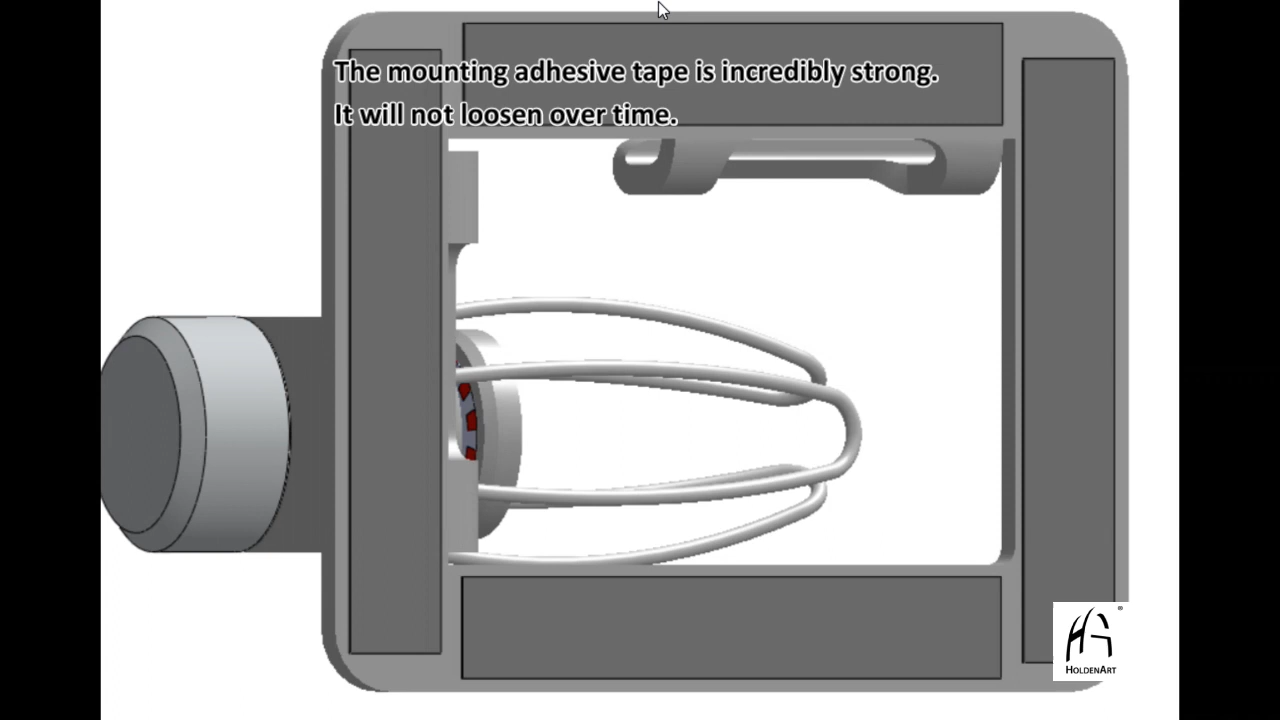 The mounting adhesive tape is incredibly strong.
It will not loosen over time.
HOLDENART